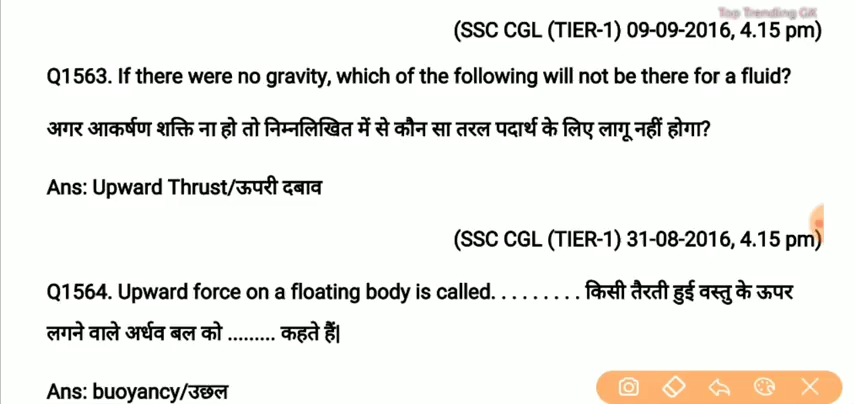 Top Trending GK
(SSC CGL (TIER-1) 09-09-2016, 4.15 pm)
Q1563. If there were no gravity, which of the following will not be there for a fluid?
अगर आकर्षण शक्ति ना हो तो निम्नलिखित में से कौन सा तरल पदार्थ के लिए लागू नहीं होगा?
Ans: Upward Thrust/ऊपरी दबाव
(SSC CGL (TIER-1) 31-08-2016, 4.15 pm)
Q1564. Upward force on a floating body is called. . . . . . . . . किसी तैरती हुई वस्तु के ऊपर
लगने वाले अर्धव बल को ......... कहते हैं|
Ans: buoyancy/उछल